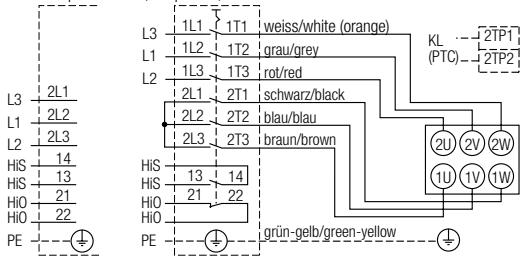 L3 2L1
L1 2L2
L2 2L3
HiS 14
HiS 13
HiO 21
HiO 22
PE
L3 1L1 1T1 weiss/white (orange)
L1 1L2 1T2 grau/grey
L2 1L3 1T3 rot/red
2L1 2T1 schwarz/black
2L2 2T2 blau/blau
2L3 2T3 braun/brown
HiS
HiS 13 14
HiO 21 22
HiO
PE grün-gelb/green-yellow
KL 2TP1
(PTC) 2TP2
2U 2V 2W
1U 1V 1W